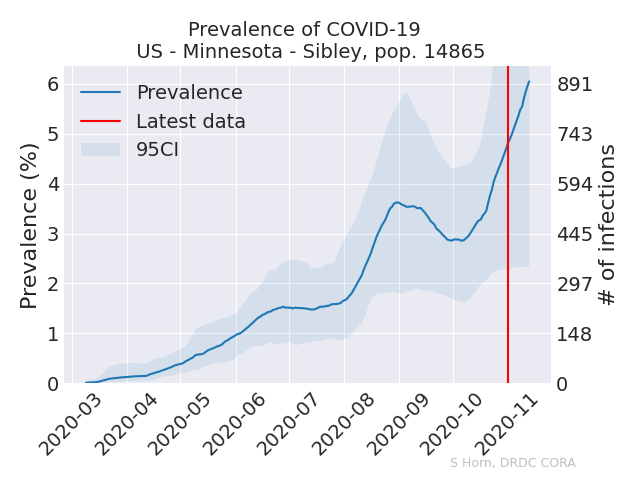 Prevalence of COVID-19
US - Minnesota - Sibley, pop. 14865
Prevalence
Latest data
95CI
Prevalence (%)
6
5
4
3
2
1
0
# of infections
891
743
594
445
297
148
0
2020-03
2020-04
2020-05
2020-06
2020-07
2020-08
2020-09
2020-10
2020-11
S Horn, DRDC CORA